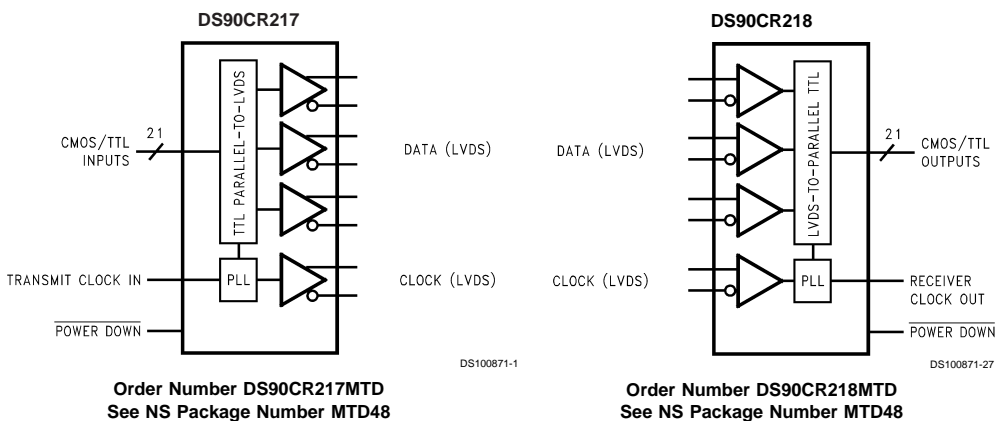 DS90CR217
TTL PARALLEL-TO-LVDS
CMOS/TTL
INPUTS
21
DATA (LVDS)
TRANSMIT CLOCK IN
PLL
CLOCK (LVDS)
POWER DOWN
DS100871-1
Order Number DS90CR217MTD
See NS Package Number MTD48
DS90CR218
LVDS-TO-PARALLEL TTL
DATA (LVDS)
21
CMOS/TTL
OUTPUTS
CLOCK (LVDS)
PLL
RECEIVER
CLOCK OUT
POWER DOWN
DS100871-27
Order Number DS90CR218MTD
See NS Package Number MTD48